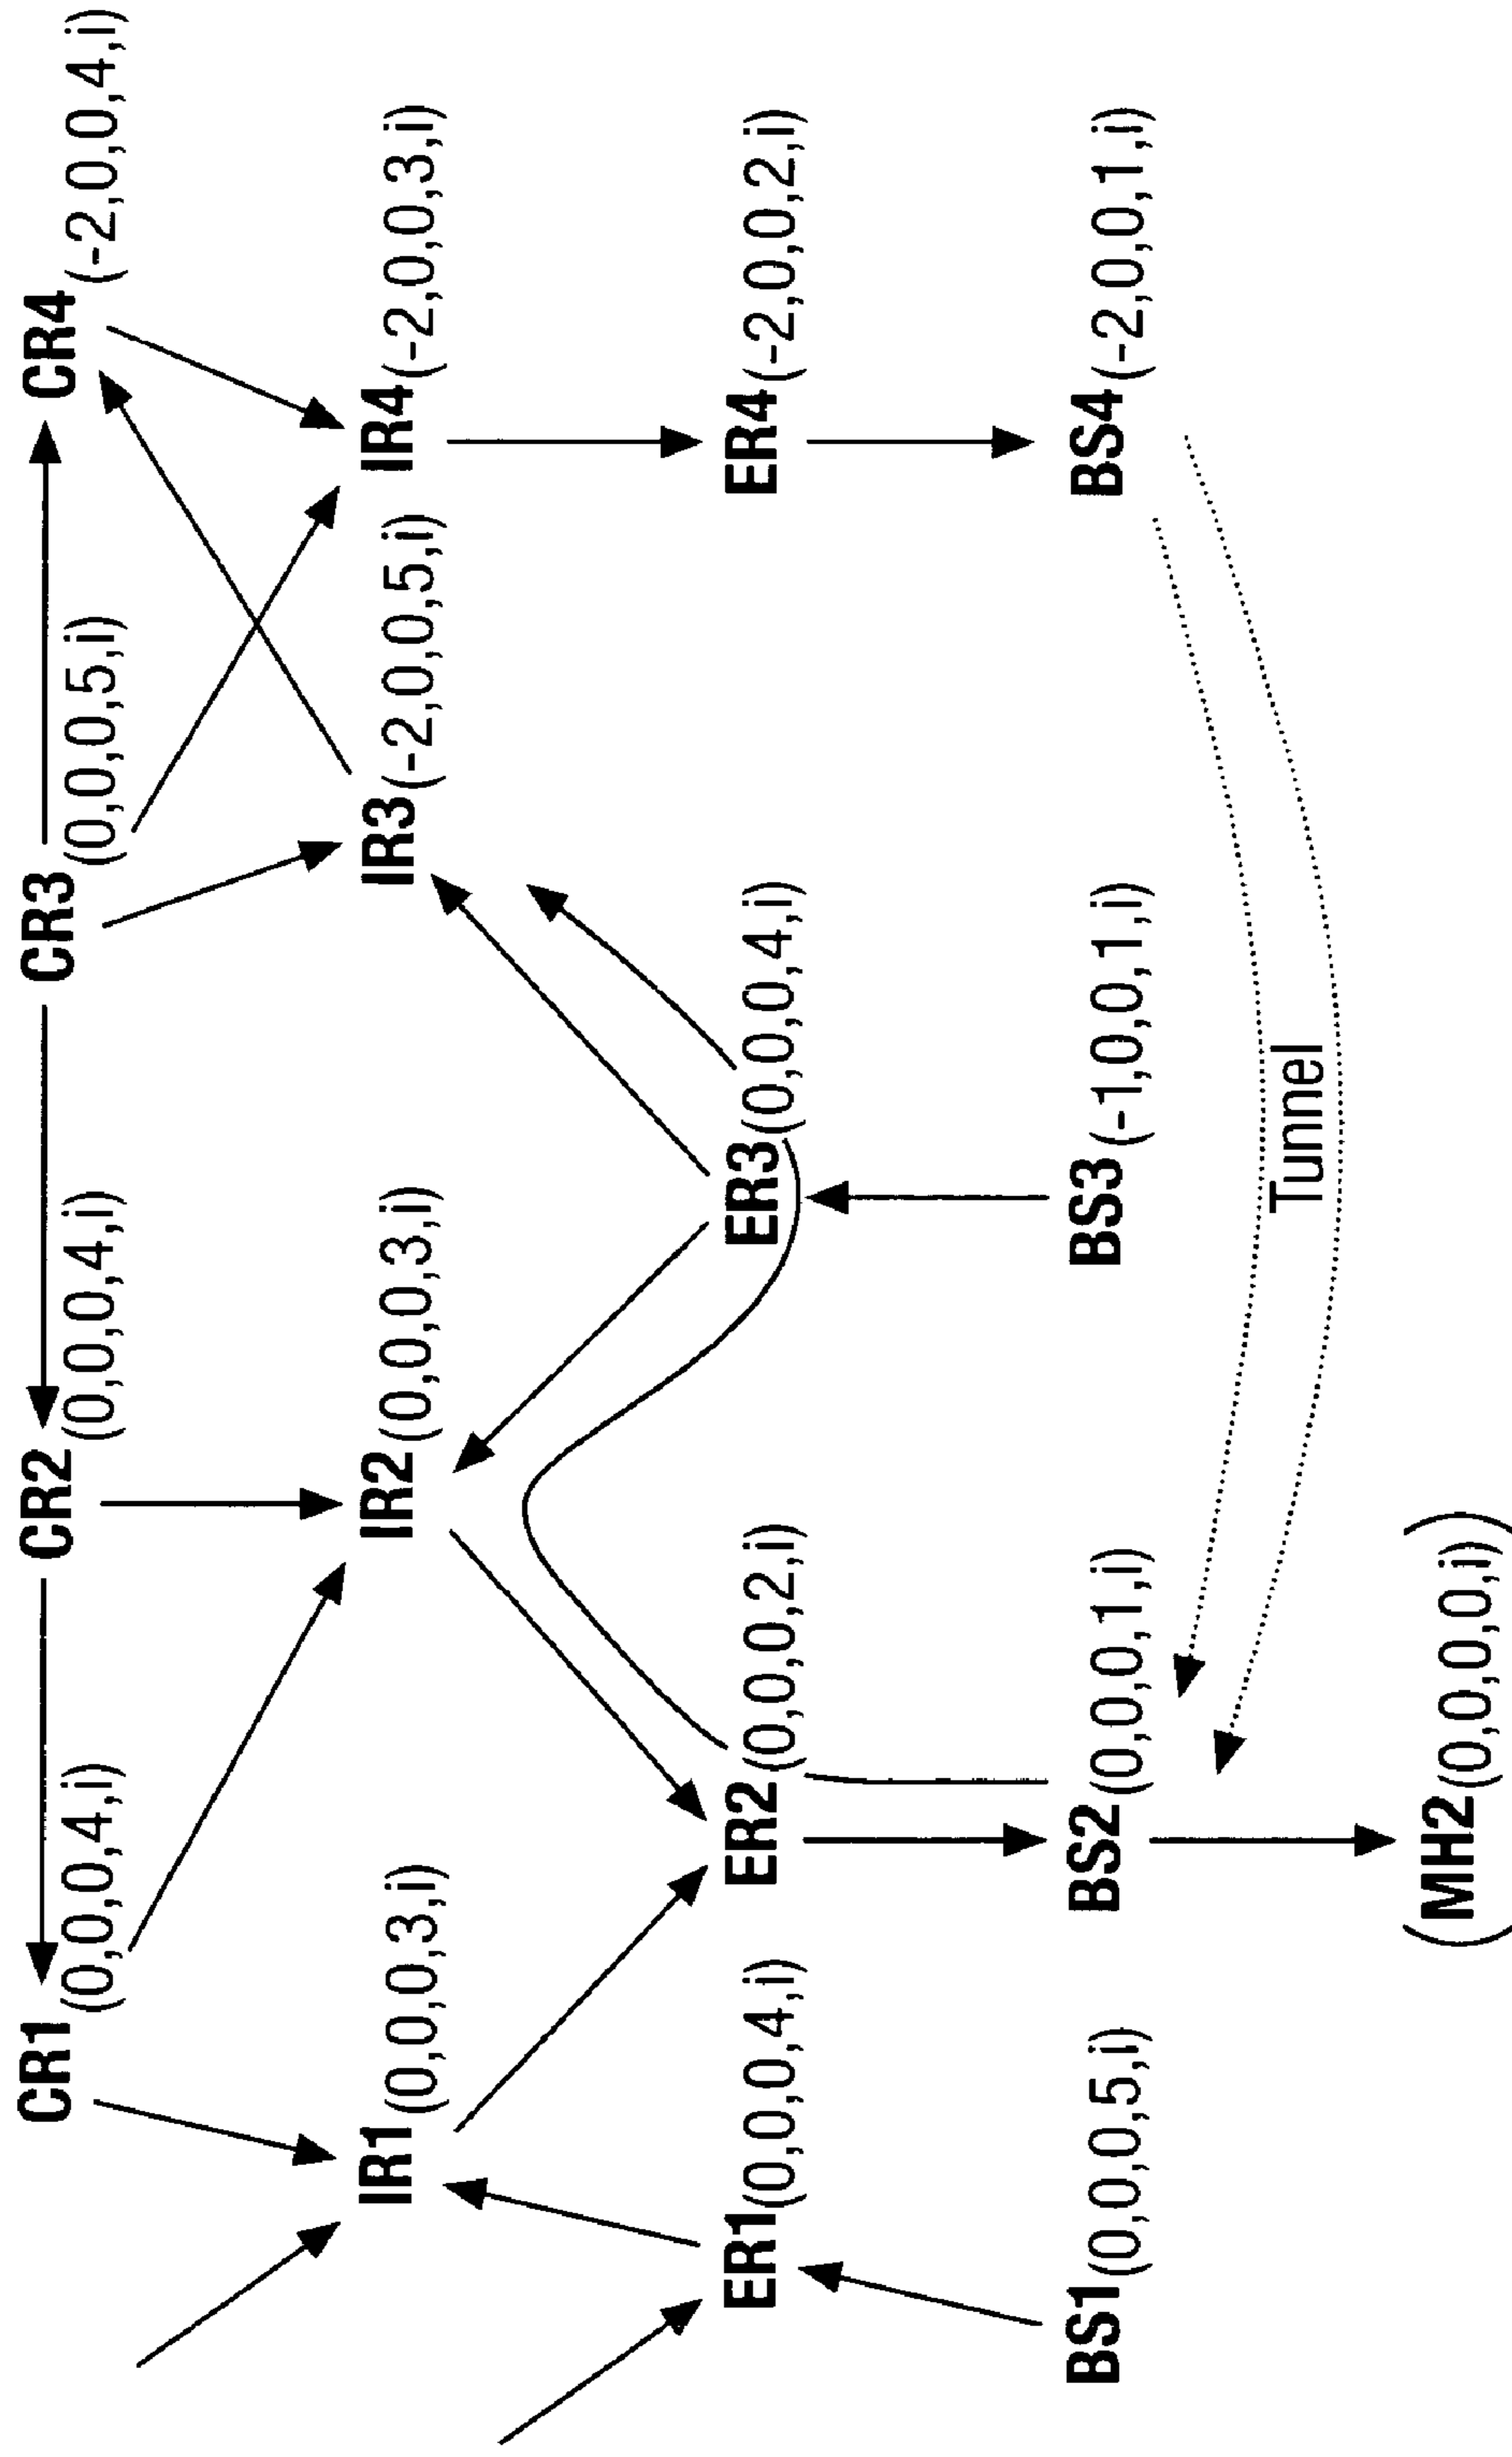 CR1 (0,0,0,4,i)
CR2 (0,0,0,4,i)
CR3 (0,0,0,5,i)
CR4 (-2,0,0,4,i)
IR1 (0,0,0,3,i)
IR2 (0,0,0,3,i)
IR3 (-2,0,0,5,i)
IR4 (-2,0,0,3,i)
ER1 (0,0,0,4,i)
ER2 (0,0,0,2,i)
ER3 (0,0,0,4,i)
ER4 (-2,0,0,2,i)
BS1 (0,0,0,5,i)
BS2 (0,0,0,1,i)
BS3 (-1,0,0,1,i)
BS4 (-2,0,0,1,i)
Tunnel
(MH2 (0,0,0,0,i))